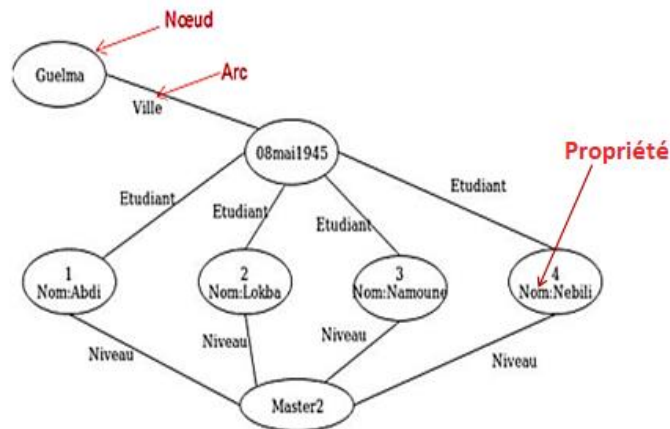 Nœud
Guelma
Arc
Ville
08mai1945
Propriété
Etudiant
Etudiant
Etudiant
Etudiant
1
Nom:Abdi
2
Nom:Lokba
3
Nom:Namoune
4
Nom:Nebili
Niveau
Niveau
Niveau
Niveau
Master2